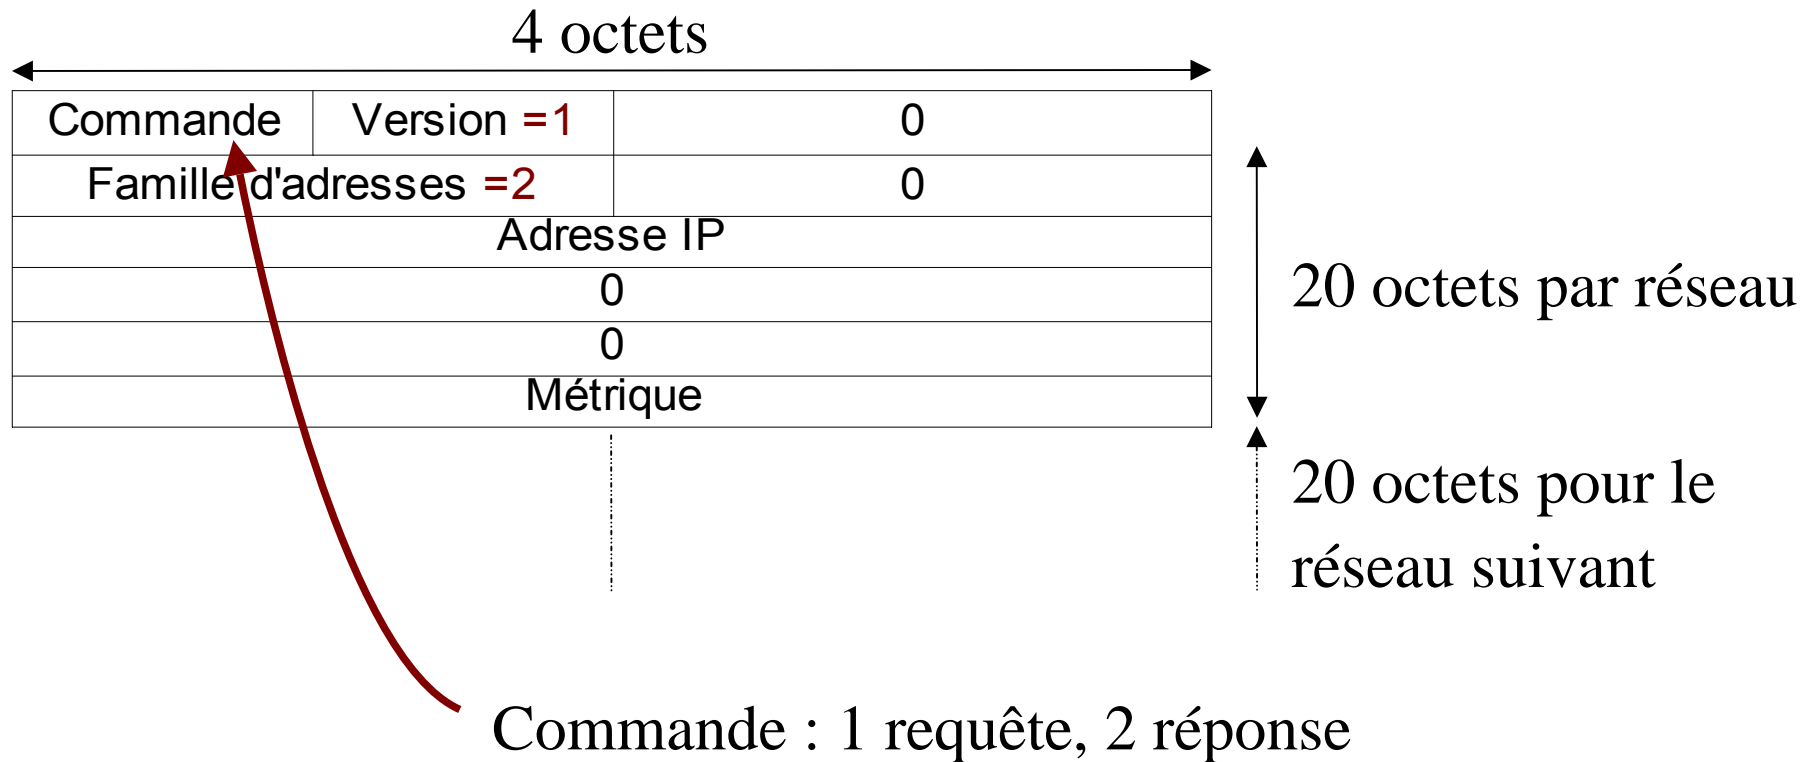 4 octets
Commande Version =1 0
Famille d'adresses =2 0
Adresse IP
0
20 octets par réseau
0
Métrique
20 octets pour le
réseau suivant
Commande : 1 requête, 2 réponse